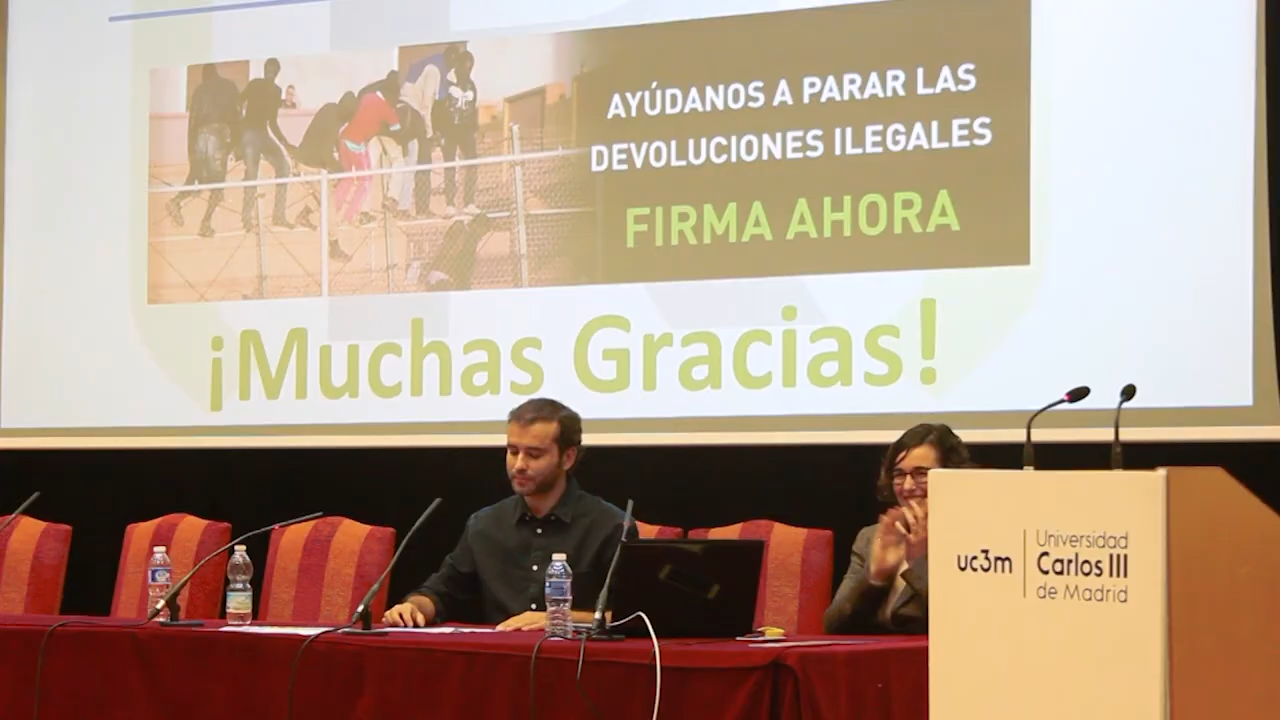 AYÚDANOS A PARAR LAS
DEVOLUCIONES ILEGALES
FIRMA AHORA
¡Muchas Gracias!
uc3m
Universidad
Carlos III
de Madrid